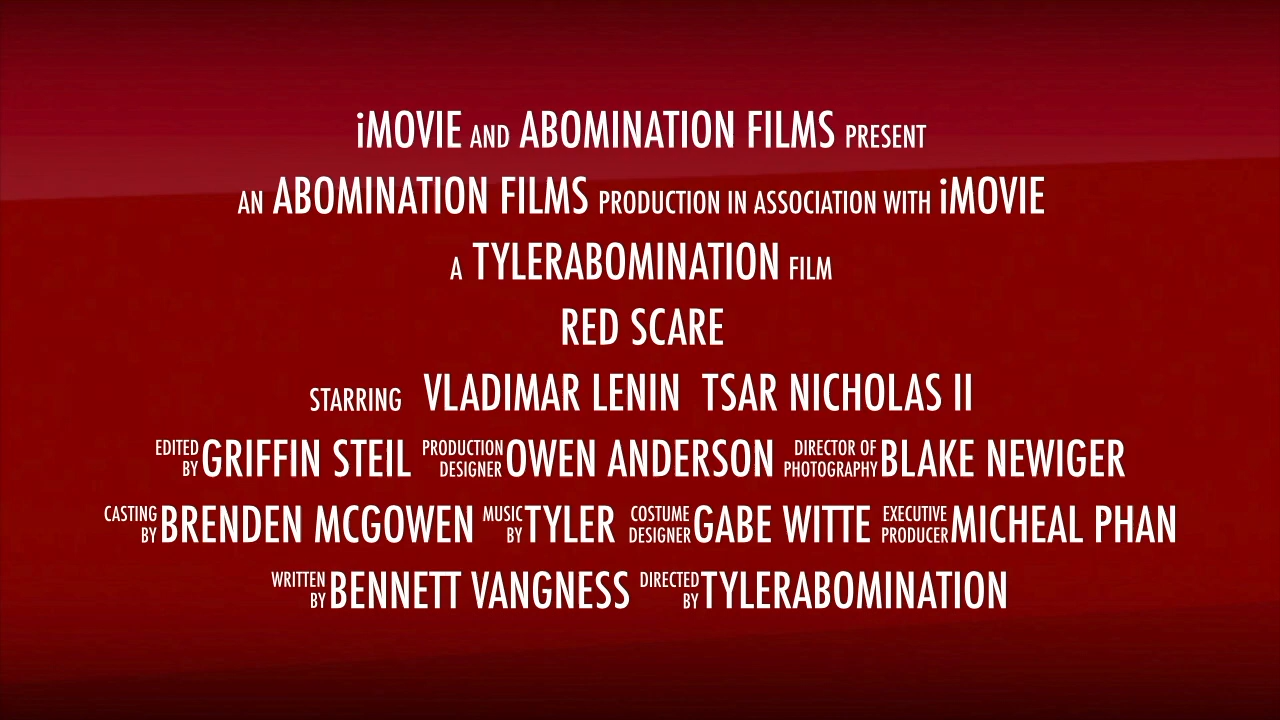 iMOVIE AND ABOMINATION FILMS PRESENT
AN ABOMINATION FILMS PRODUCTION IN ASSOCIATION WITH iMOVIE
A TYLERABOMINATION FILM
RED SCARE
STARRING VLADIMAR LENIN TSAR NICHOLAS II
EDITED BY GRIFFIN STEIL PRODUCTION DESIGNER OWEN ANDERSON DIRECTOR OF PHOTOGRAPHY BLAKE NEWIGER
CASTING BY BRENDEN MCGOWEN MUSIC BY TYLER COSTUME DESIGNER GABE WITTE EXECUTIVE PRODUCER MICHEAL PHAN
WRITTEN BY BENNETT VANGNESS DIRECTED BY TYLERABOMINATION